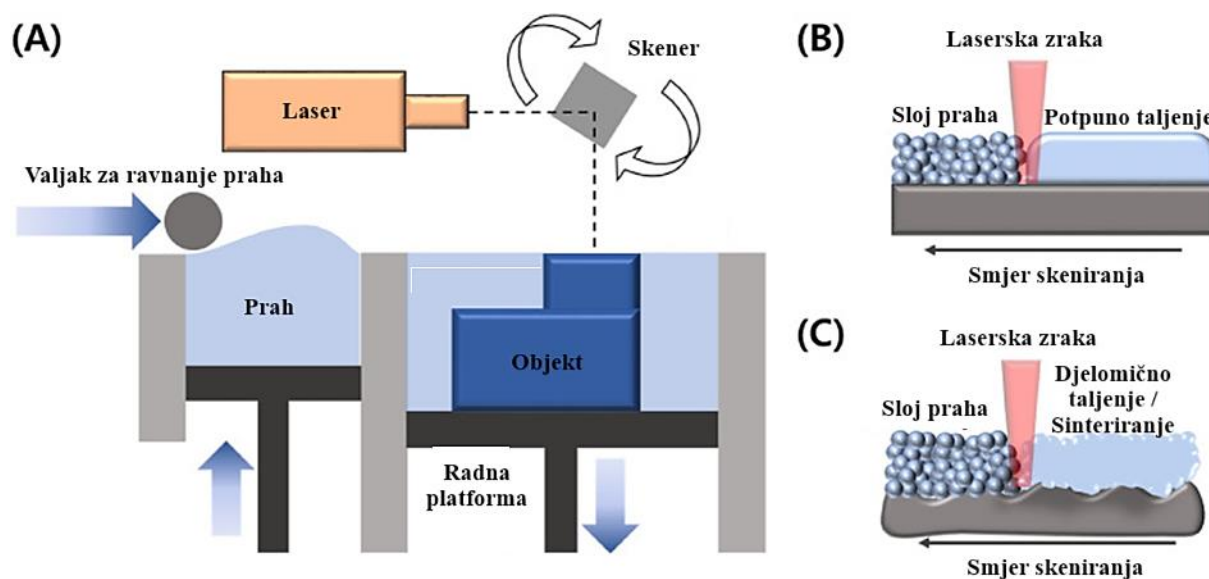 (A)
Skener
Laser
Valjak za ravnanje praha
Prah
Objekt
Radna
platforma
(B)
Laserska zraka
Sloj praha
Potpuno taljenje
Smjer skeniranja
(C)
Laserska zraka
Sloj praha
Djelomično
taljenje /
Sinteriranje
Smjer skeniranja